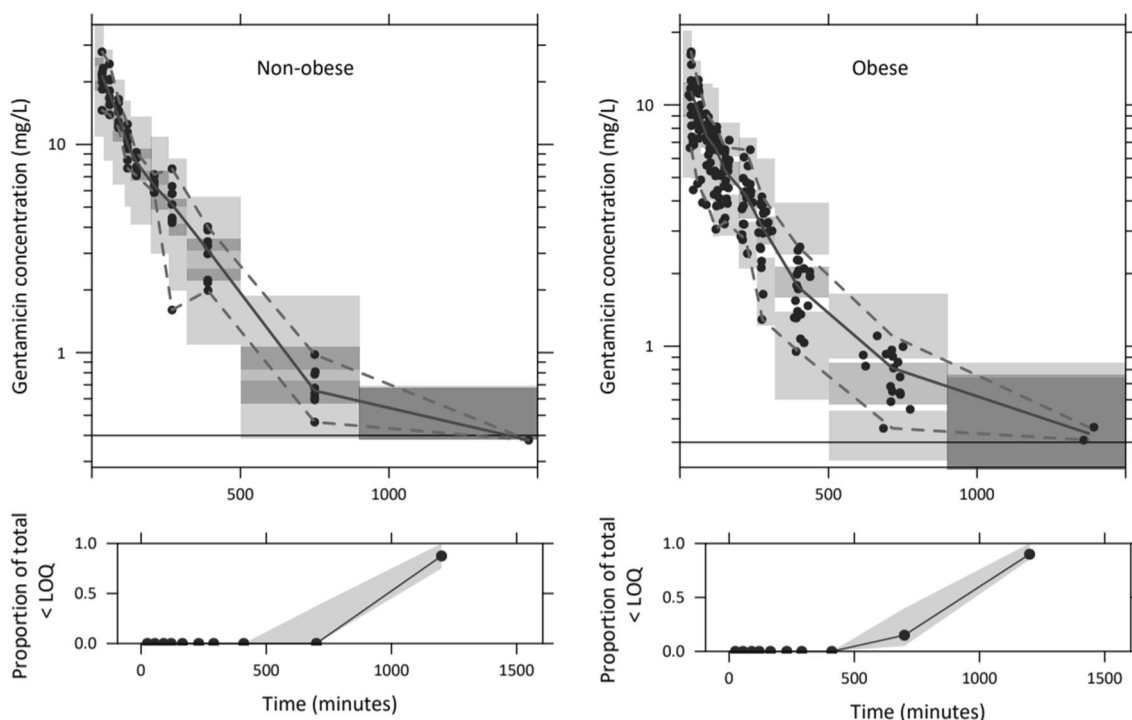 Non-obese
Gentamicin concentration (mg/L)
10
1
500
1000
Obese
Gentamicin concentration (mg/L)
10
1
500
1000
Proportion of total
< LOQ
1.0
0.5
0.0
0
500
1000
1500
Time (minutes)
Proportion of total
< LOQ
1.0
0.5
0.0
0
500
1000
1500
Time (minutes)